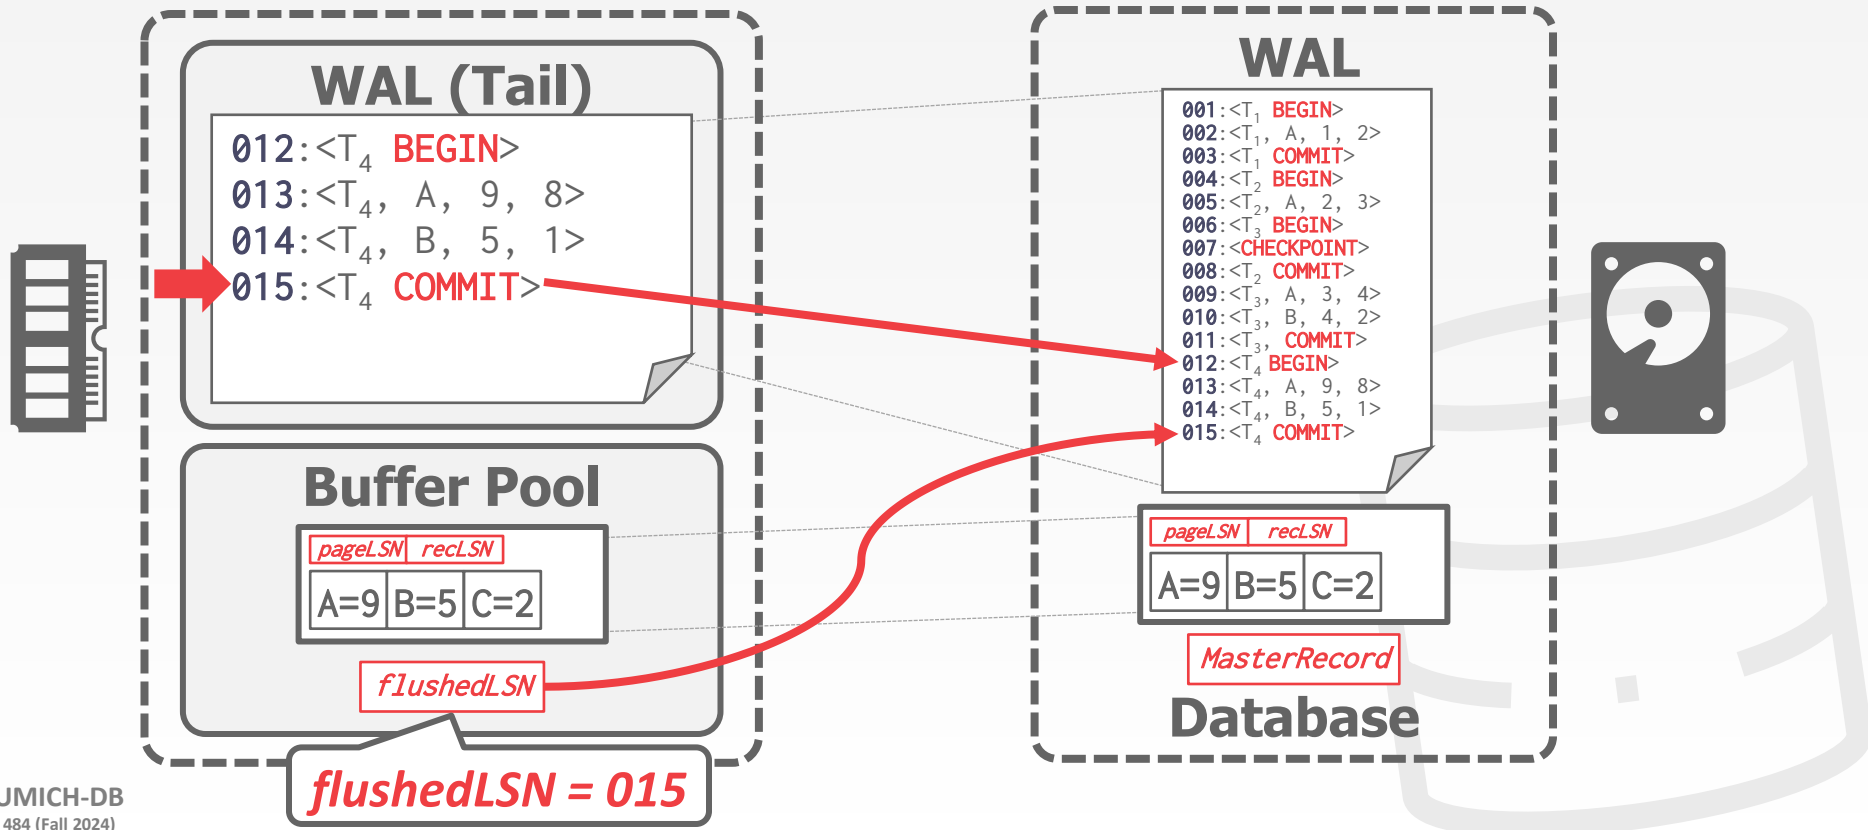 WAL (Tail)
012:<T4 BEGIN>
013:<T4, A, 9, 8>
014:<T4, B, 5, 1>
015:<T4 COMMIT>
Buffer Pool
pageLSN recLSN
A=9 B=5 C=2
flushedLSN
flushedLSN = 015
WAL
001:<T1 BEGIN>
002:<T1, A, 1, 2>
003:<T1 COMMIT>
004:<T2 BEGIN>
005:<T2, A, 2, 3>
006:<T3 BEGIN>
007:<CHECKPOINT>
008:<T2 COMMIT>
009:<T3, A, 3, 4>
010:<T3, B, 4, 2>
011:<T3, COMMIT>
012:<T4 BEGIN>
013:<T4, A, 9, 8>
014:<T4, B, 5, 1>
015:<T4 COMMIT>
pageLSN recLSN
A=9 B=5 C=2
MasterRecord
Database
UMICH-DB
484 (Fall 2024)